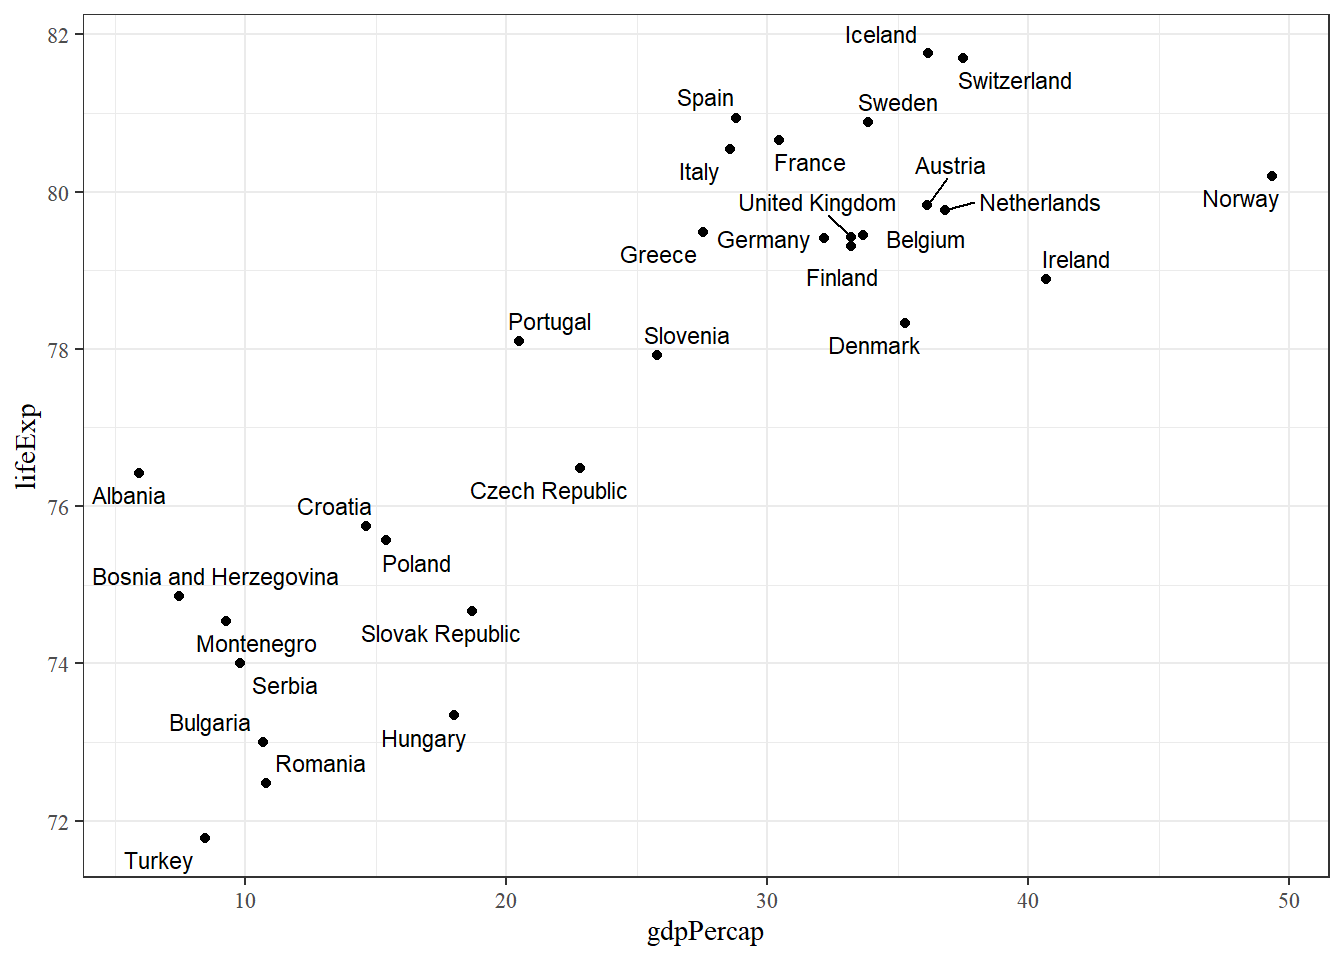 82
Iceland
Switzerland
Spain
Sweden
France
Italy
Austria
80
Norway
United Kingdom
Netherlands
Germany
Belgium
Greece
Ireland
Finland
Portugal
Slovenia
78
Denmark
lifeExp
Albania
Czech Republic
76
Croatia
Poland
Bosnia and Herzegovina
Slovak Republic
Montenegro
74
Serbia
Bulgaria
Hungary
Romania
72
Turkey
10
20
30
40
50
gdpPercap